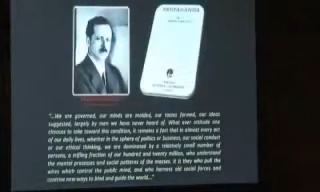 PROPAGANDA
"...We are governed, our minds are molded, our tastes formed, our ideas
suggested, largely by men we have never heard of. What ever attitude one
chooses to take toward this condition, it remains a fact that in almost every act
of our daily lives, whether in the sphere of politics or business, our social conduct
or our ethical thinking, we are dominated by a relatively small number of
persons, a trifling fraction of our hundred and twenty million, who understand
the mental processes and social patterns of the masses. It is they who pull the
wires which control the public mind, and who harness old social forces and
contrive new ways to bind and guide the world..."